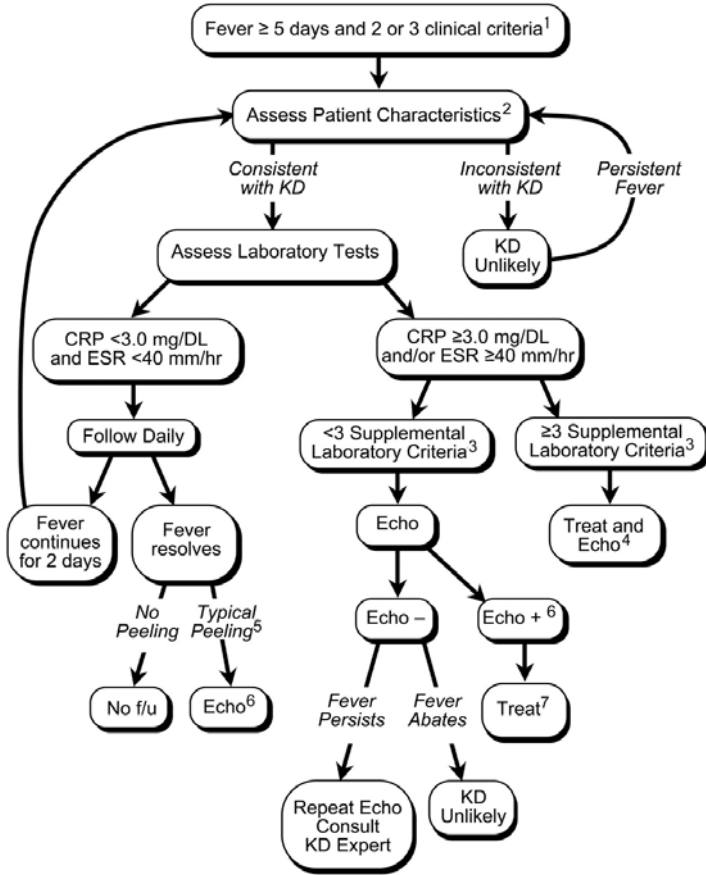 Fever ≥ 5 days and 2 or 3 clinical criteria¹
Assess Patient Characteristics²
Consistent
with KD
Inconsistent
with KD
Persistent
Fever
Assess Laboratory Tests
KD
Unlikely
CRP <3.0 mg/DL
and ESR <40 mm/hr
CRP ≥3.0 mg/DL
and/or ESR ≥40 mm/hr
Follow Daily
<3 Supplemental
Laboratory Criteria³
≥3 Supplemental
Laboratory Criteria³
Fever
continues
for 2 days
Fever
resolves
Echo
Treat and
Echo⁴
No
Peeling
Typical
Peeling⁵
Echo –
Echo + ⁶
No f/u
Echo⁶
Fever
Persists
Fever
Abates
Treat⁷
Repeat Echo
Consult
KD Expert
KD
Unlikely